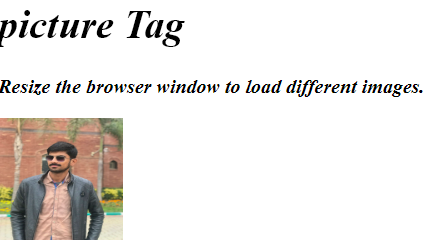 picture Tag
Resize the browser window to load different images.